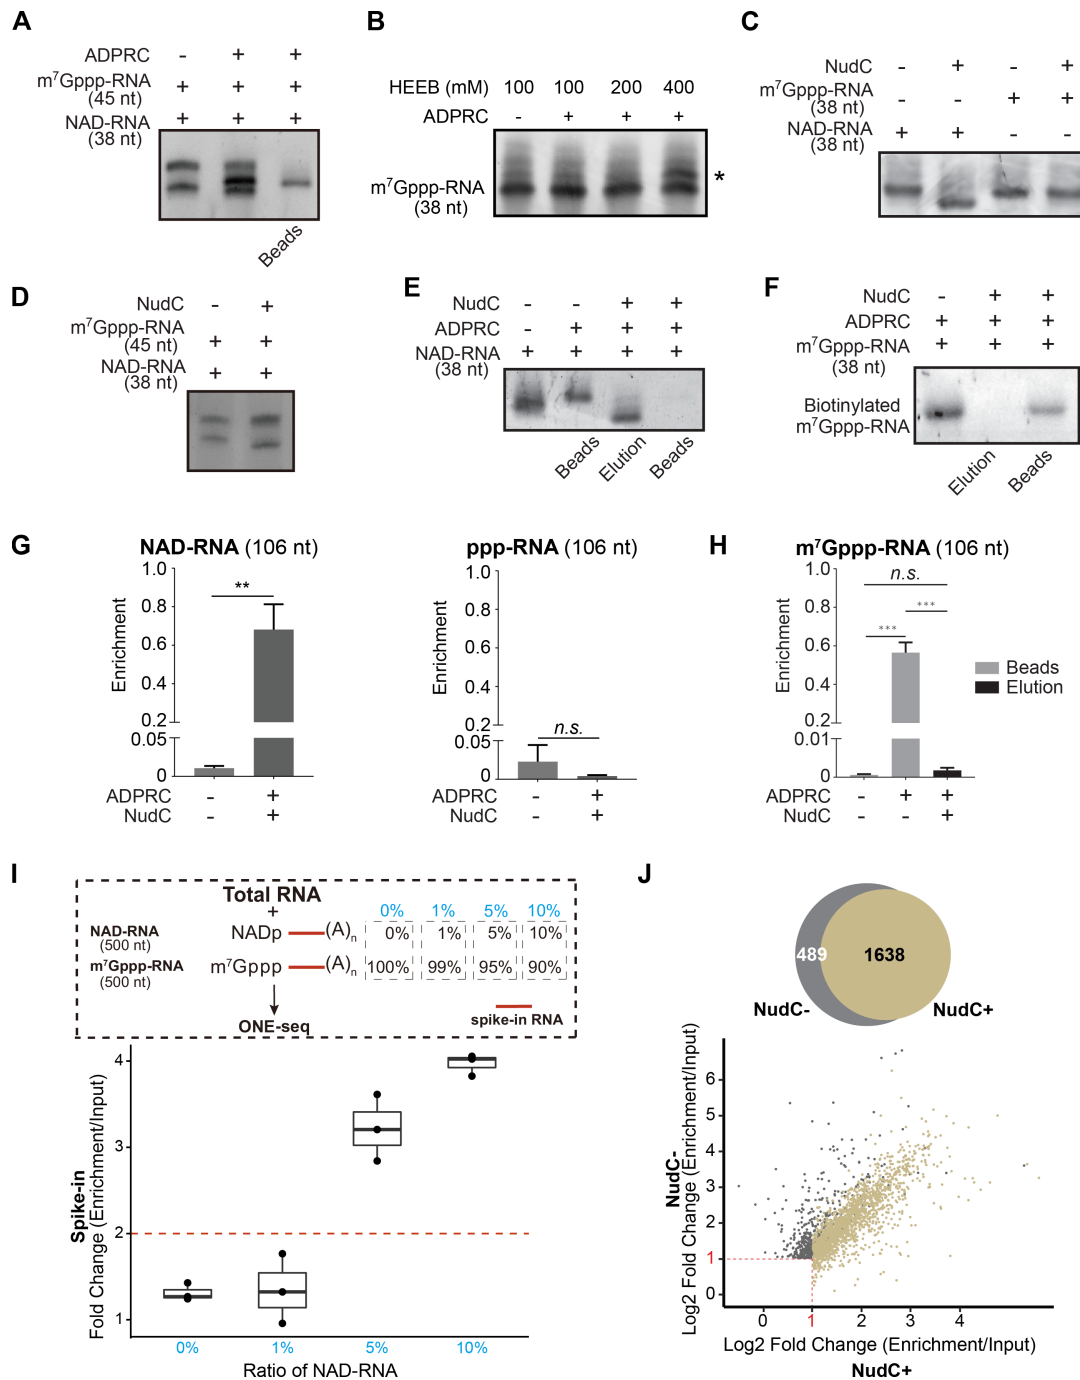 A
ADPRC - + +
m⁷Gppp-RNA + + +
(45 nt)
NAD-RNA + + +
(38 nt)
Beads
B
HEEB (mM) 100 100 200 400
ADPRC - + + +
m⁷Gppp-RNA
(38 nt)
*
C
NudC - + - +
m⁷Gppp-RNA - - + +
(38 nt)
NAD-RNA + + - -
(38 nt)
D
NudC - +
m⁷Gppp-RNA + +
(45 nt)
NAD-RNA + +
(38 nt)
E
NudC - - + +
ADPRC - + + +
NAD-RNA + + + +
(38 nt)
Beads Elution Beads
F
NudC - + +
ADPRC + + +
m⁷Gppp-RNA + + +
(38 nt)
Biotinylated
m⁷Gppp-RNA
Elution Beads
G
NAD-RNA (106 nt)
Enrichment
1.0
0.8
0.6
0.4
0.2
0.05
0
**
ADPRC - +
NudC - +
ppp-RNA (106 nt)
Enrichment
1.0
0.8
0.6
0.4
0.2
0.05
0
n.s.
ADPRC - +
NudC - +
H
m⁷Gppp-RNA (106 nt)
Enrichment
1.0
0.8
0.6
0.4
0.2
0.01
0
n.s.
***
***
Beads
Elution
ADPRC - + +
NudC - - +
I
Total RNA
+
0% 1% 5% 10%
NAD-RNA
(500 nt)
NADp (A)n 0% 1% 5% 10%
m⁷Gppp-RNA
(500 nt)
m⁷Gppp (A)n 100% 99% 95% 90%
ONE-seq
spike-in RNA
Spike-in
Fold Change (Enrichment/Input)
4
3
2
1
0% 1% 5% 10%
Ratio of NAD-RNA
J
489 1638
NudC- NudC+
NudC-
Log2 Fold Change (Enrichment/Input)
6
5
4
3
2
1
0
0 1 2 3 4
Log2 Fold Change (Enrichment/Input)
NudC+